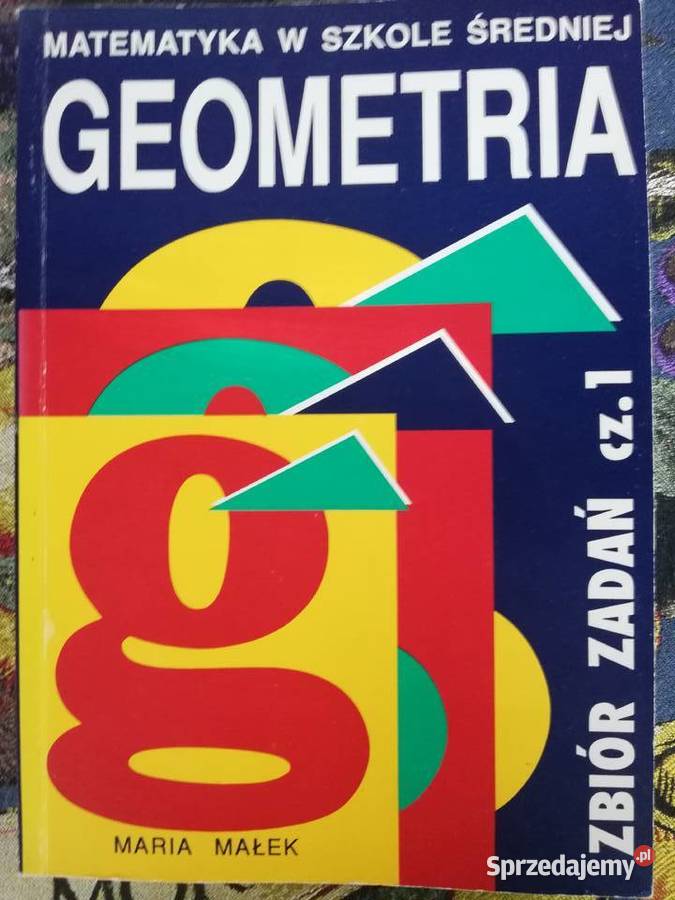 MATEMATYKA W SZKOLE ŚREDNIEJ
GEOMETRIA
ZBIÓR ZADAŃ cz.1
g
MARIA MAŁEK
Sprzedajemy.pl